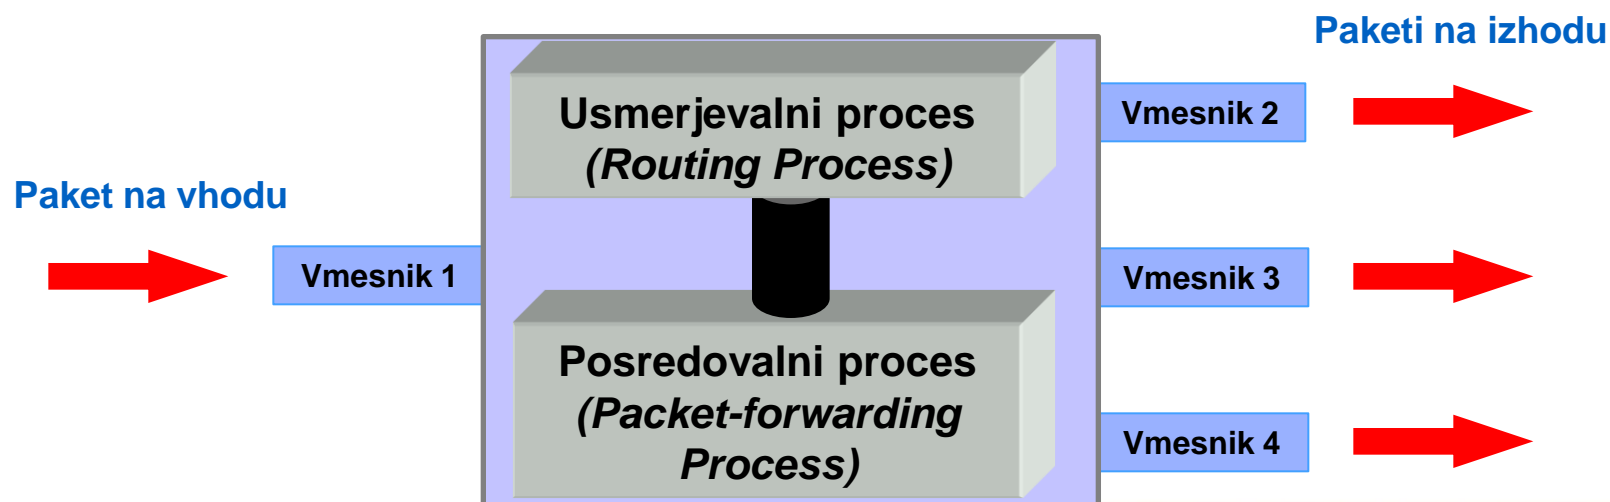 Paketi na izhodu
Usmerjevalni proces
(Routing Process)
Vmesnik 2
Paket na vhodu
Vmesnik 1
Vmesnik 3
Posredovalni proces
(Packet-forwarding
Process)
Vmesnik 4